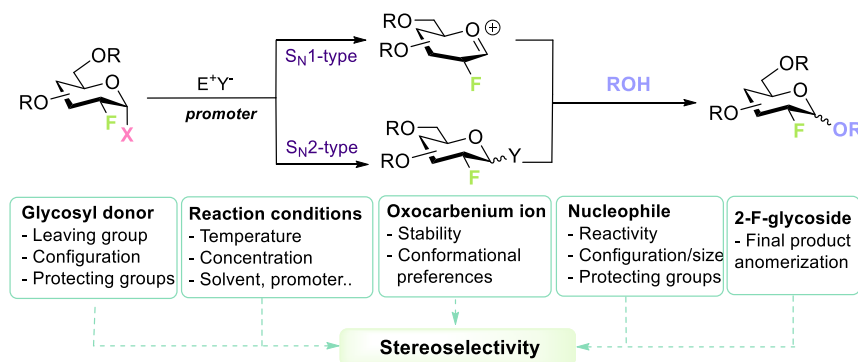 RO
O
RO
F
X
E⁺Y⁻
promoter
SN1-type
SN2-type
RO
O ⊕
RO
F
RO
O
RO
Y
F
ROH
OR
O
RO
F
OR
Glycosyl donor
- Leaving group
- Configuration
- Protecting groups
Reaction conditions
- Temperature
- Concentration
- Solvent, promoter..
Oxocarbenium ion
- Stability
- Conformational
preferences
Nucleophile
- Reactivity
- Configuration/size
- Protecting groups
2-F-glycoside
- Final product
anomerization
Stereoselectivity